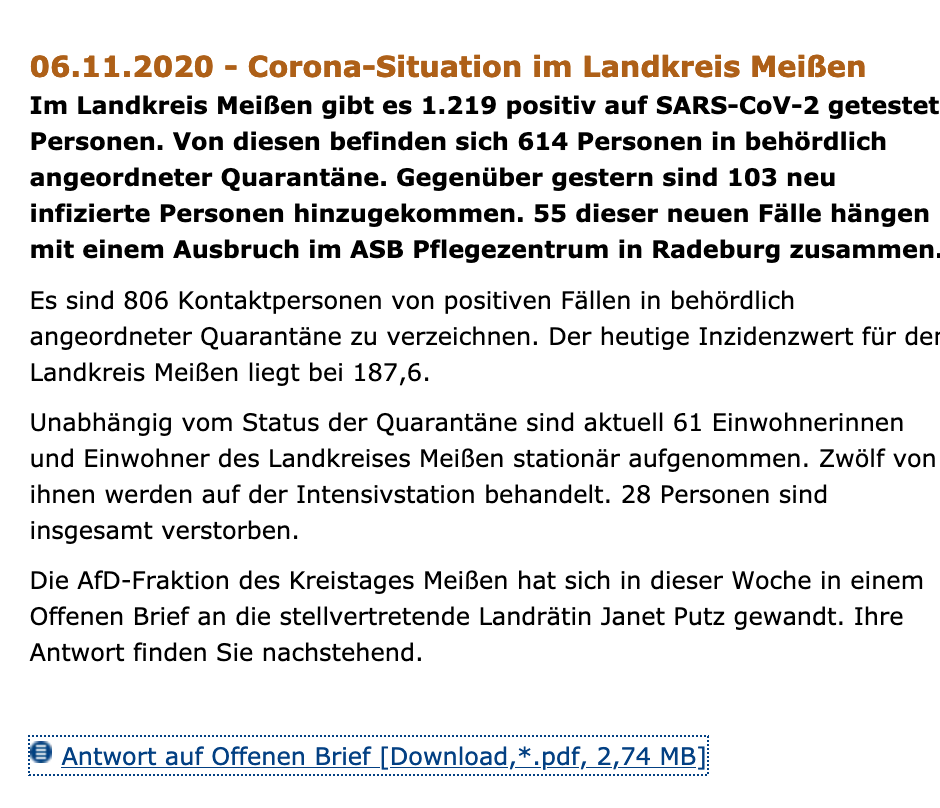 06.11.2020 - Corona-Situation im Landkreis Meißen
Im Landkreis Meißen gibt es 1.219 positiv auf SARS-CoV-2 getestet
Personen. Von diesen befinden sich 614 Personen in behördlich
angeordneter Quarantäne. Gegenüber gestern sind 103 neu
infizierte Personen hinzugekommen. 55 dieser neuen Fälle hängen
mit einem Ausbruch im ASB Pflegezentrum in Radeburg zusammen.
Es sind 806 Kontaktpersonen von positiven Fällen in behördlich
angeordneter Quarantäne zu verzeichnen. Der heutige Inzidenzwert für der
Landkreis Meißen liegt bei 187,6.
Unabhängig vom Status der Quarantäne sind aktuell 61 Einwohnerinnen
und Einwohner des Landkreises Meißen stationär aufgenommen. Zwölf von
ihnen werden auf der Intensivstation behandelt. 28 Personen sind
insgesamt verstorben.
Die AfD-Fraktion des Kreistages Meißen hat sich in dieser Woche in einem
Offenen Brief an die stellvertretende Landrätin Janet Putz gewandt. Ihre
Antwort finden Sie nachstehend.
Antwort auf Offenen Brief [Download,*.pdf, 2,74 MB]